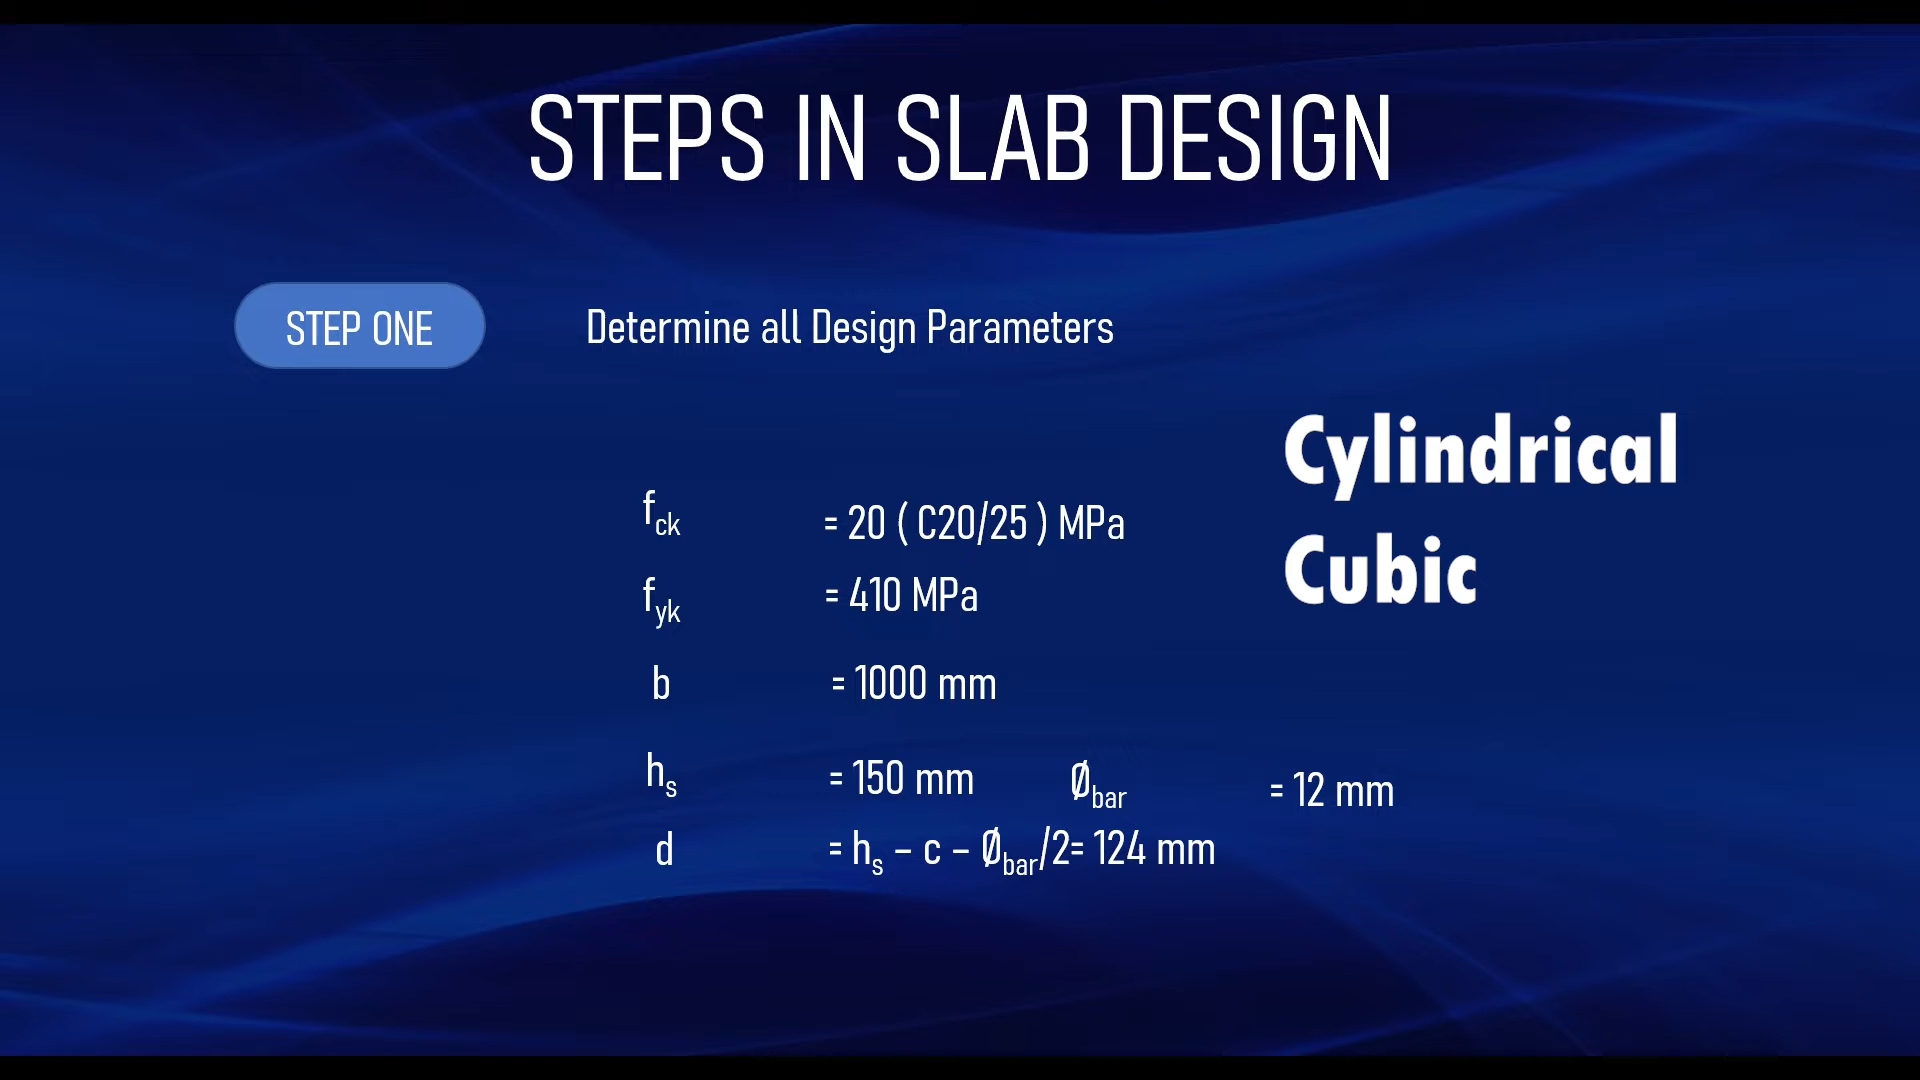 STEPS IN SLAB DESIGN
STEP ONE
Determine all Design Parameters
Cylindrical
Cubic
fck = 20 ( C20/25 ) MPa
fyk = 410 MPa
b = 1000 mm
hs = 150 mm Øbar = 12 mm
d = hs – c – Øbar/2= 124 mm